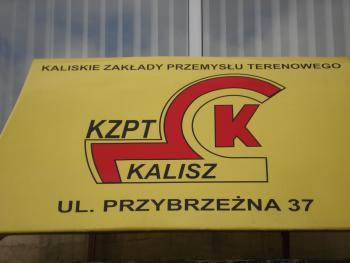 KALISKIE ZAKŁADY PRZEMYSŁU TERENOWEGO
KZPT
K
KALISZ
UL. PRZYBRZEŻNA 37